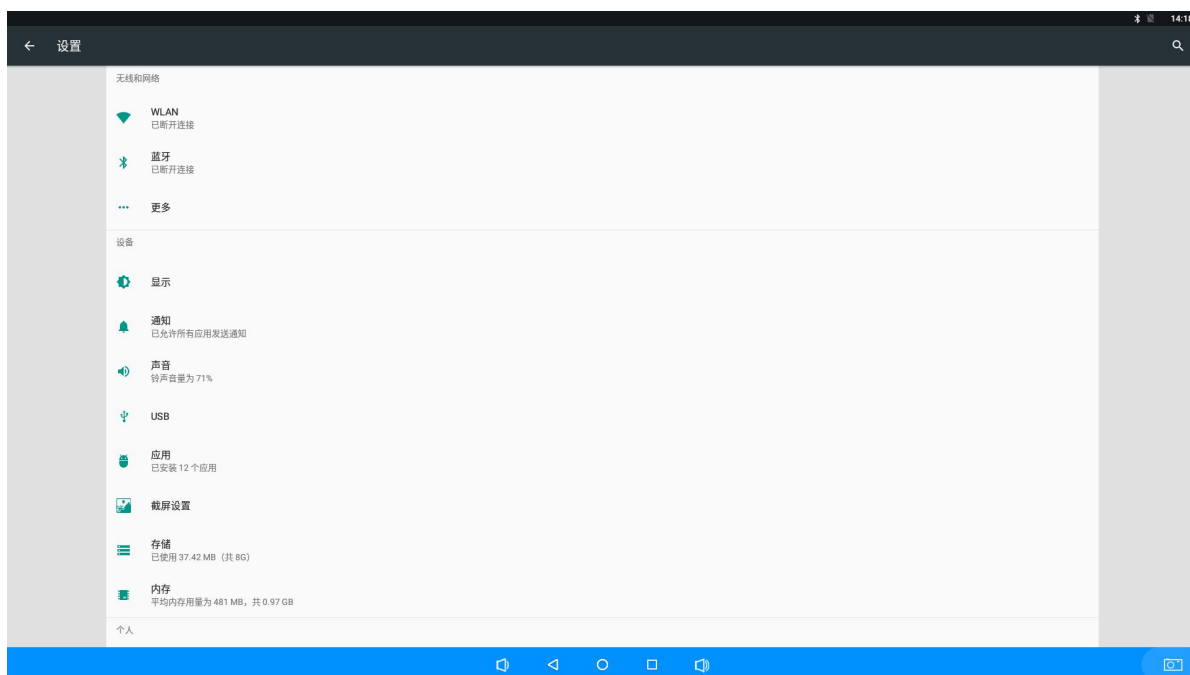 14:18
设置
无线和网络
WLAN
已断开连接
蓝牙
已断开连接
更多
设备
显示
通知
已允许所有应用发送通知
声音
铃声音量为 71%
USB
应用
已安装 12 个应用
截屏设置
存储
已使用 37.42 MB（共 8G）
内存
平均内存用量为 481 MB，共 0.97 GB
个人